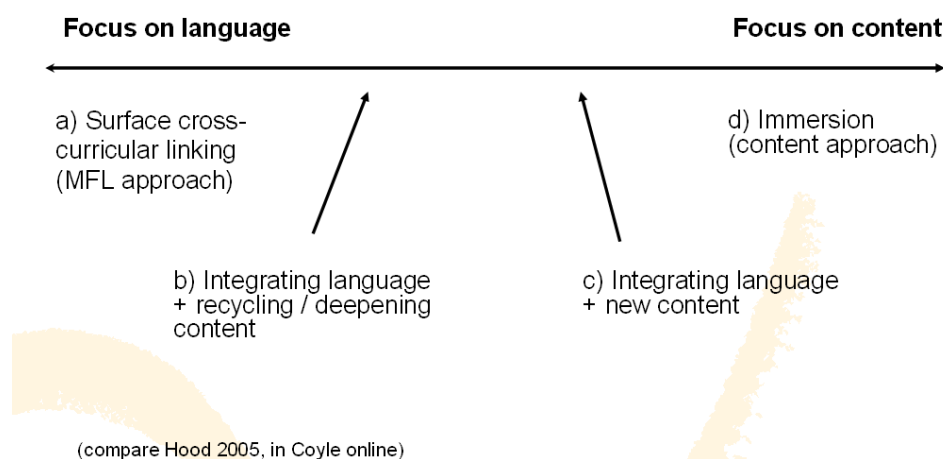 Focus on language
Focus on content
a) Surface cross-
curricular linking
(MFL approach)
d) Immersion
(content approach)
b) Integrating language
+ recycling / deepening
content
c) Integrating language
+ new content
(compare Hood 2005, in Coyle online)